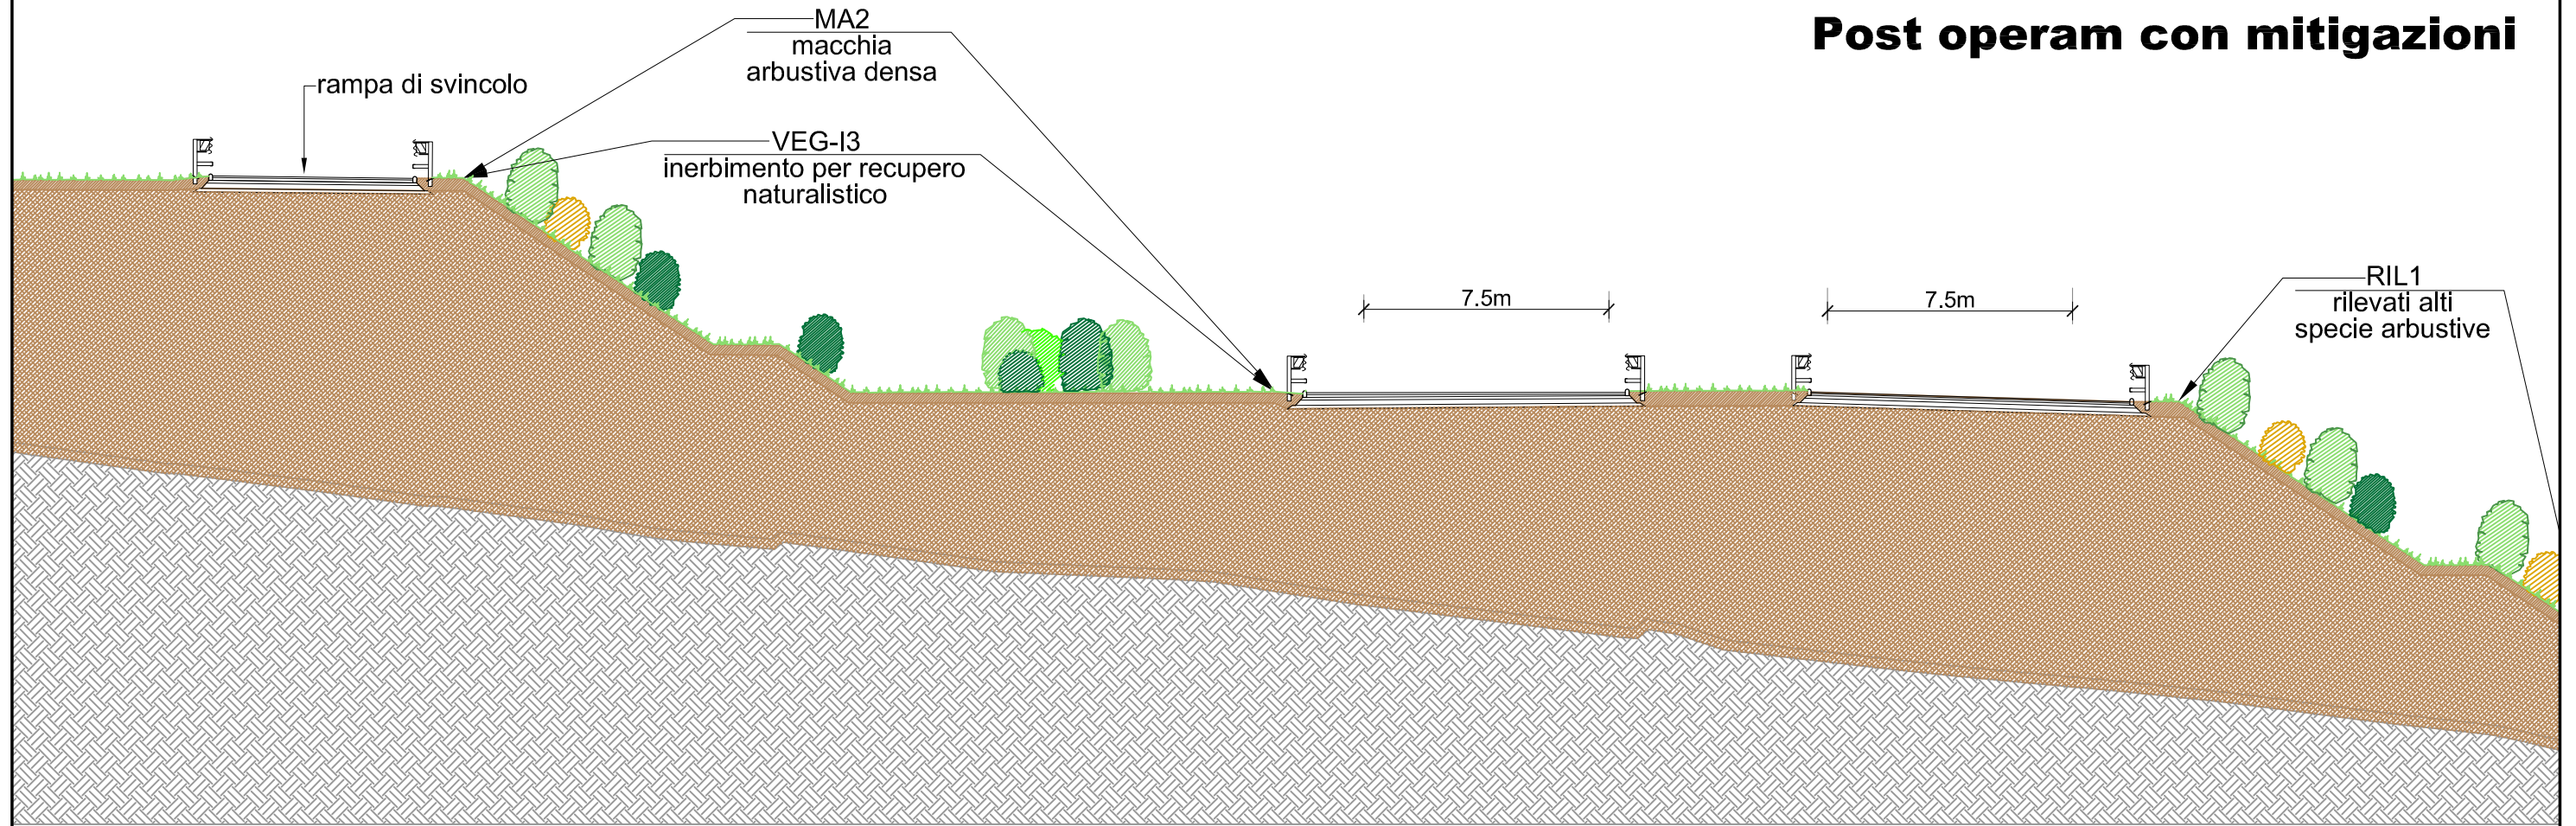 Post operam con mitigazioni
MA2
macchia
arbustiva densa
rampa di svincolo
VEG-I3
inerbimento per recupero
naturalistico
7.5m
7.5m
RIL1
rilevati alti
specie arbustive